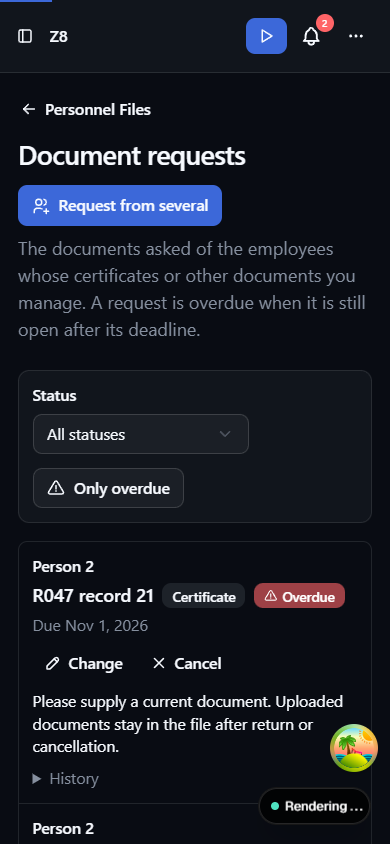 Z8
2
Personnel Files
Document requests
Request from several
The documents asked of the employees
whose certificates or other documents you
manage. A request is overdue when it is still
open after its deadline.
Status
All statuses
Only overdue
Person 2
R047 record 21 Certificate Overdue
Due Nov 1, 2026
Change Cancel
Please supply a current document. Uploaded
documents stay in the file after return or
cancellation.
History
Rendering ...
Person 2